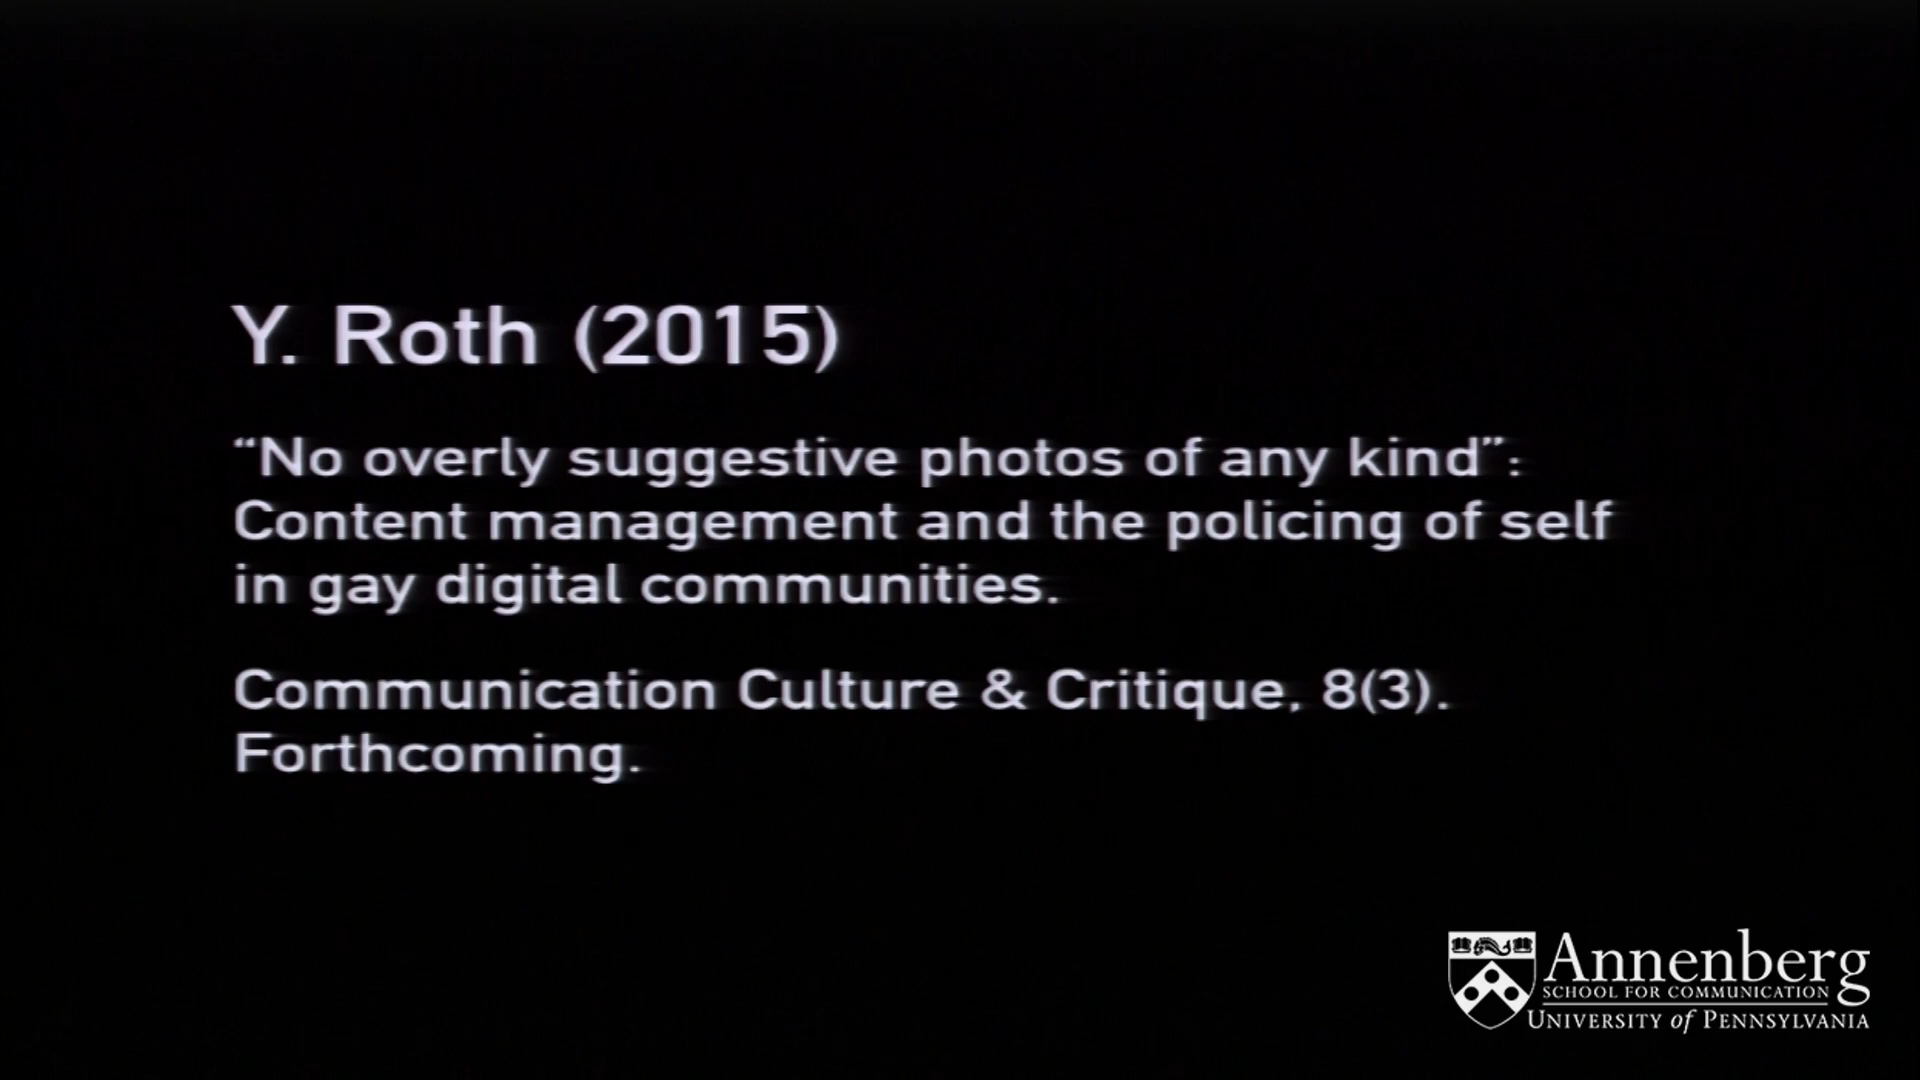 Y. Roth (2015)
“No overly suggestive photos of any kind”:
Content management and the policing of self
in gay digital communities.
Communication Culture & Critique, 8(3).
Forthcoming.
Annenberg
SCHOOL FOR COMMUNICATION
UNIVERSITY of PENNSYLVANIA